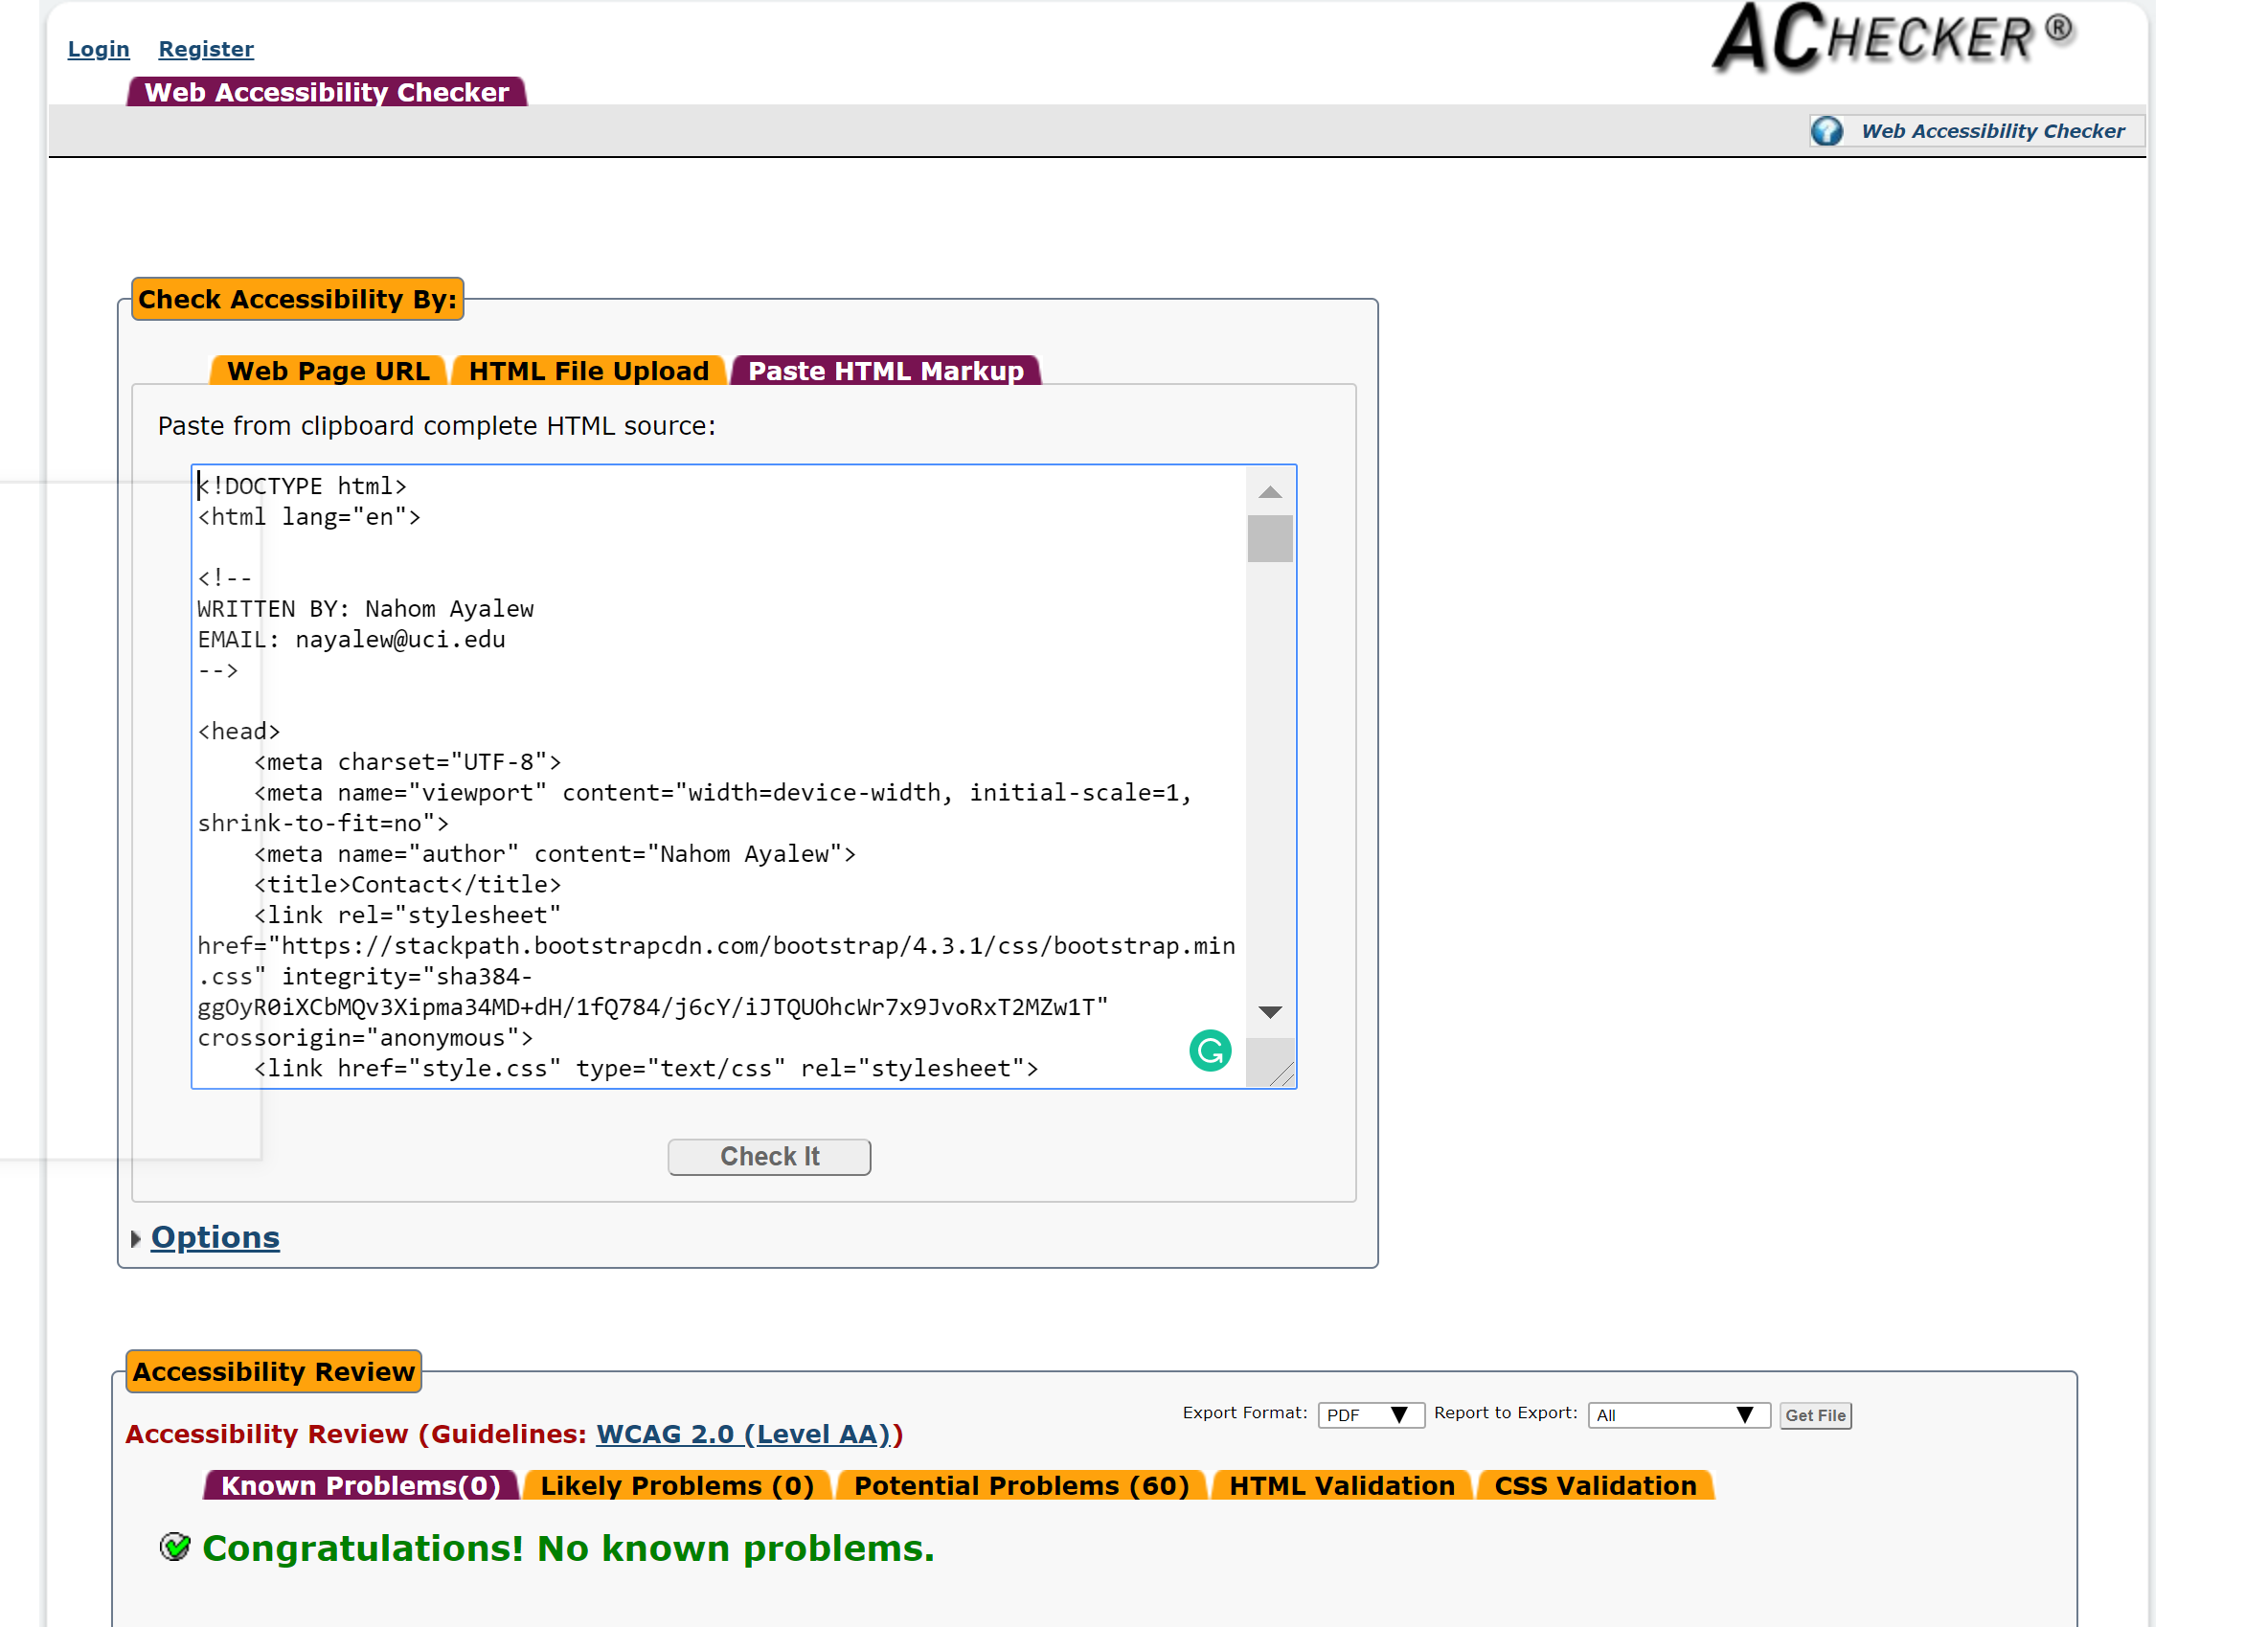 ACHECKER ®
Login Register
Web Accessibility Checker
Web Accessibility Checker
Check Accessibility By:
Web Page URL HTML File Upload Paste HTML Markup
Paste from clipboard complete HTML source:
<!DOCTYPE html>
<html lang="en">
<!--
WRITTEN BY: Nahom Ayalew
EMAIL: nayalew@uci.edu
-->
<head>
<meta charset="UTF-8">
<meta name="viewport" content="width=device-width, initial-scale=1,
shrink-to-fit=no">
<meta name="author" content="Nahom Ayalew">
<title>Contact</title>
<link rel="stylesheet"
href="https://stackpath.bootstrapcdn.com/bootstrap/4.3.1/css/bootstrap.min
.css" integrity="sha384-
ggOyR0iXCbMQv3Xipma34MD+dH/1fQ784/j6cY/iJTQUOhcWr7x9JvoRxT2MZw1T"
crossorigin="anonymous">
<link href="style.css" type="text/css" rel="stylesheet">
Check It
Options
Accessibility Review
Export Format: PDF Report to Export: All Get File
Accessibility Review (Guidelines: WCAG 2.0 (Level AA))
Known Problems(0) Likely Problems (0) Potential Problems (60) HTML Validation CSS Validation
Congratulations! No known problems.